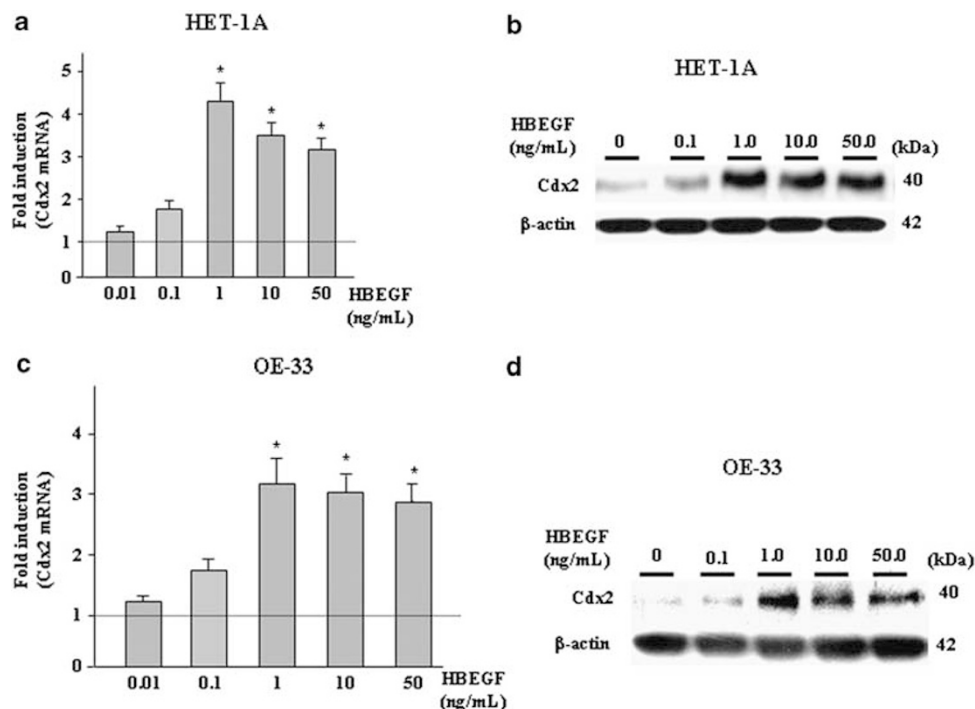 a
HET-1A
Fold induction
(Cdx2 mRNA)
5
4
3
2
1
0
*
*
*
0.01 0.1 1 10 50 HBEGF
(ng/mL)
b
HET-1A
HBEGF
(ng/mL)
0 0.1 1.0 10.0 50.0 (kDa)
Cdx2 40
β-actin 42
c
OE-33
Fold induction
(Cdx2 mRNA)
4
3
2
1
0
*
*
*
0.01 0.1 1 10 50 HBEGF
(ng/mL)
d
OE-33
HBEGF
(ng/mL)
0 0.1 1.0 10.0 50.0 (kDa)
Cdx2 40
β-actin 42